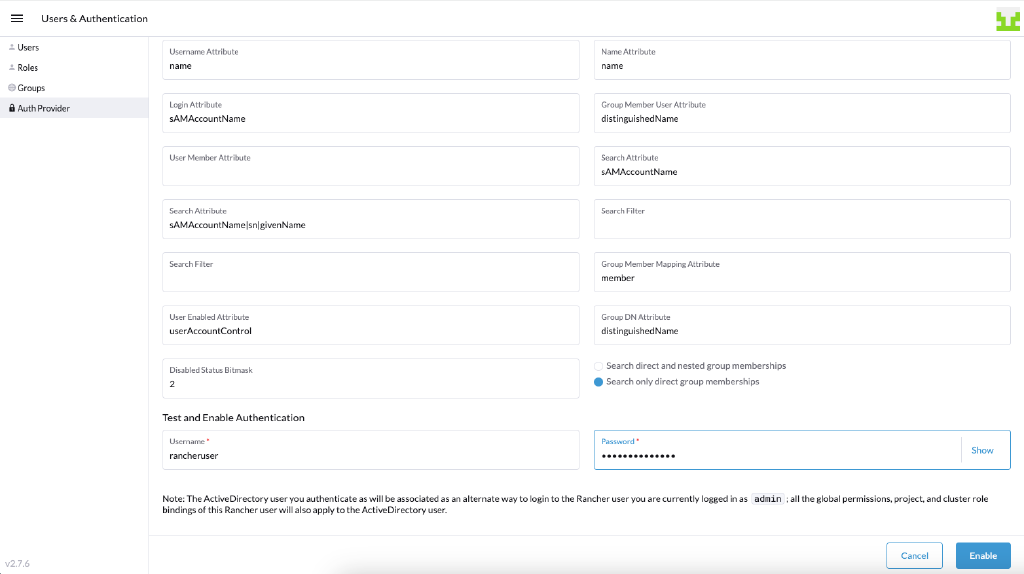 Users & Authentication
Users
Roles
Groups
Auth Provider
Username Attribute
name
Name Attribute
name
Login Attribute
sAMAccountName
Group Member User Attribute
distinguishedName
User Member Attribute
Search Attribute
sAMAccountName
Search Attribute
sAMAccountName|sn|givenName
Search Filter
Search Filter
Group Member Mapping Attribute
member
User Enabled Attribute
userAccountControl
Group DN Attribute
distinguishedName
Disabled Status Bitmask
2
Search direct and nested group memberships
Search only direct group memberships
Test and Enable Authentication
Username *
rancheruser
Password *
••••••••••••••
Show
Note: The ActiveDirectory user you authenticate as will be associated as an alternate way to login to the Rancher user you are currently logged in as admin ; all the global permissions, project, and cluster role
bindings of this Rancher user will also apply to the ActiveDirectory user.
v2.7.6
Cancel
Enable